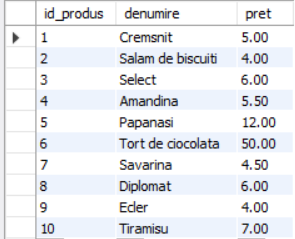 id_produs denumire pret
1 Cremsnit 5.00
2 Salam de biscuiti 4.00
3 Select 6.00
4 Amandina 5.50
5 Papanasi 12.00
6 Tort de ciocolata 50.00
7 Savarina 4.50
8 Diplomat 6.00
9 Ecler 4.00
10 Tiramisu 7.00